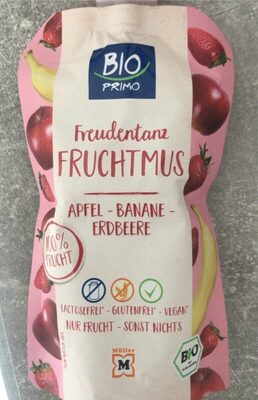 BIO
PRIMO
Freudentanz
FRUCHTMUS
APFEL - BANANE -
ERDBEERE
100%
FRUCHT
LACTOSEFREI* - GLUTENFREI* - VEGAN*
NUR FRUCHT - SONST NICHTS
Müller
M
BIO